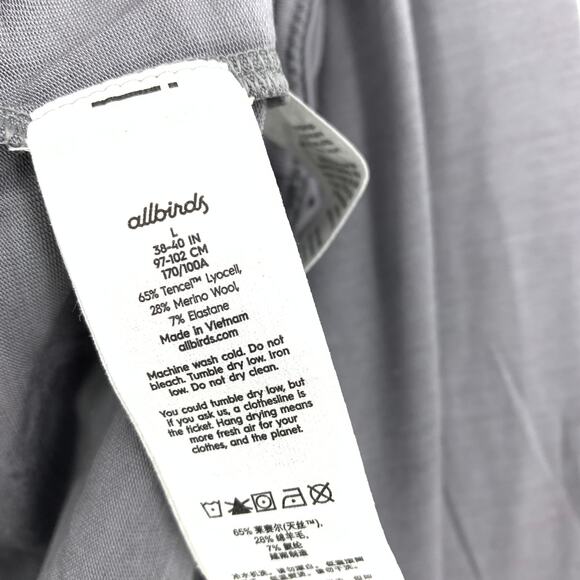 allbirds
L
38-40 IN
97-102 CM
170/100A
65% Tencel™ Lyocell,
28% Merino Wool,
7% Elastane
Made in Vietnam
allbirds.com
Machine wash cold. Do not
bleach. Tumble dry low. Iron
low. Do not dry clean.
You could tumble dry low, but
if you ask us, a clothesline is
the ticket. Hang drying means
more fresh air for your
clothes, and the planet.
65% 莱赛尔(天丝™),
28% 绵羊毛,
7% 氨纶
越南制造